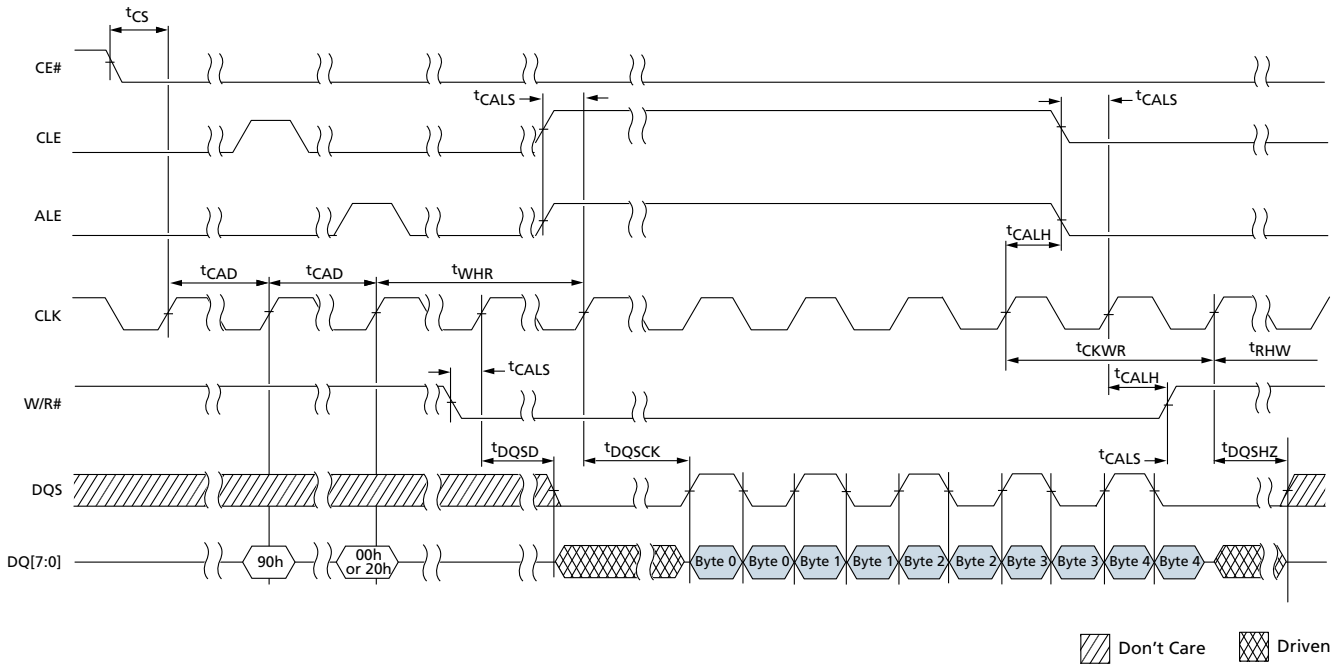 tCS
CE#
tCALS
tCALS
CLE
ALE
tCALH
tCAD
tCAD
tWHR
CLK
tCKWR
tRHW
tCALS
tCALH
W/R#
tDQSD
tDQSCK
tCALS
tDQSHZ
DQS
DQ[7:0]
90h
00h
or 20h
Byte 0
Byte 0
Byte 1
Byte 1
Byte 2
Byte 2
Byte 3
Byte 3
Byte 4
Byte 4
Don't Care
Driven